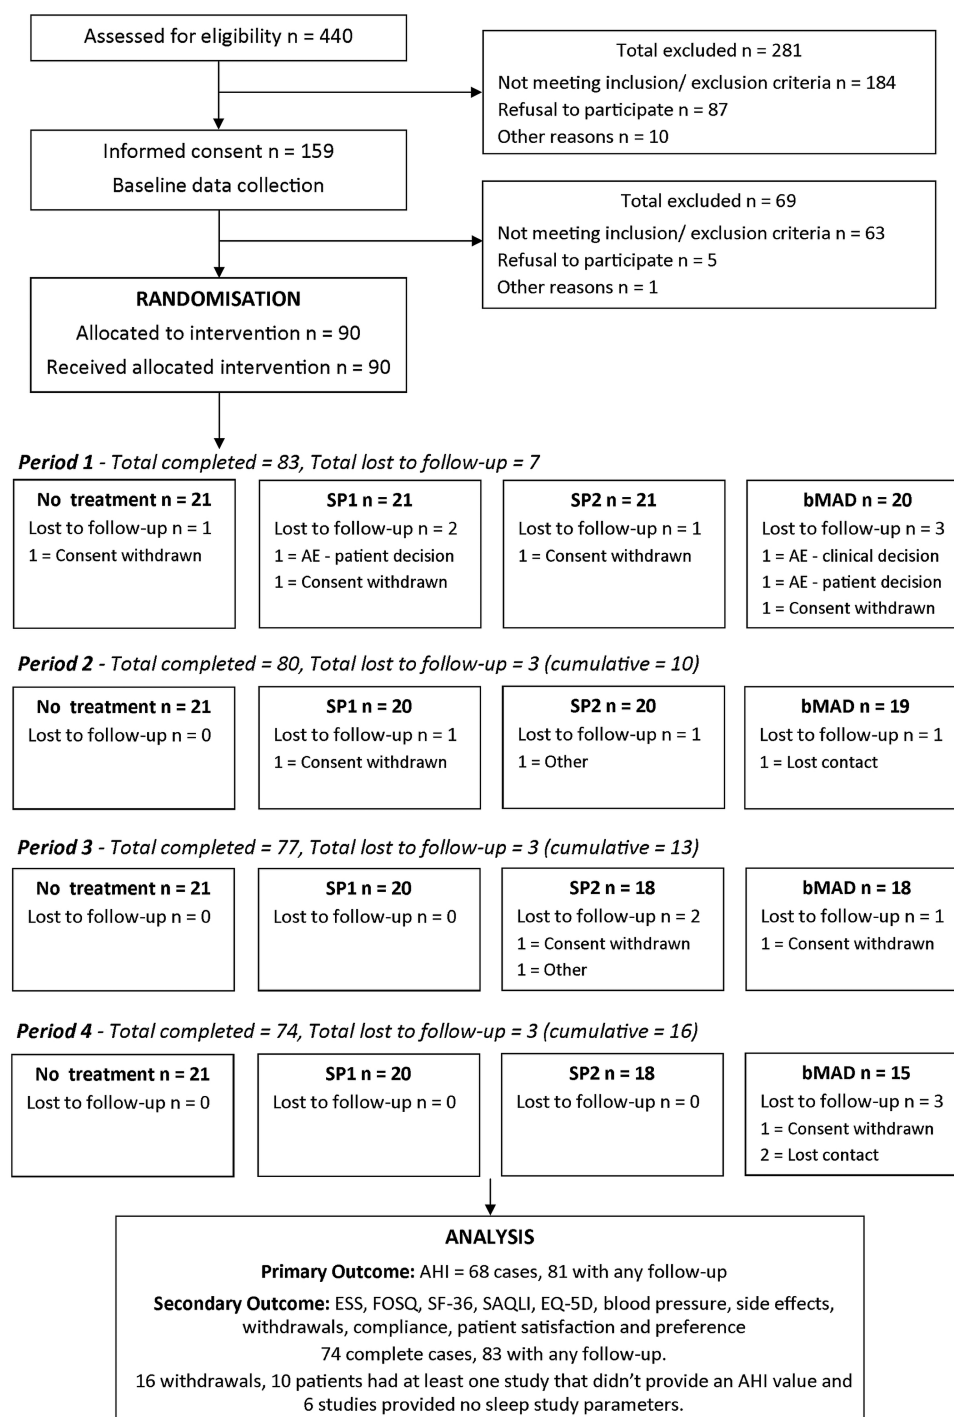 Assessed for eligibility n = 440
Total excluded n = 281
Not meeting inclusion/ exclusion criteria n = 184
Refusal to participate n = 87
Other reasons n = 10
Informed consent n = 159
Baseline data collection
Total excluded n = 69
Not meeting inclusion/ exclusion criteria n = 63
Refusal to participate n = 5
Other reasons n = 1
RANDOMISATION
Allocated to intervention n = 90
Received allocated intervention n = 90
Period 1 - Total completed = 83, Total lost to follow-up = 7
No treatment n = 21
Lost to follow-up n = 1
1 = Consent withdrawn
SP1 n = 21
Lost to follow-up n = 2
1 = AE - patient decision
1 = Consent withdrawn
SP2 n = 21
Lost to follow-up n = 1
1 = Consent withdrawn
bMAD n = 20
Lost to follow-up n = 3
1 = AE - clinical decision
1 = AE - patient decision
1 = Consent withdrawn
Period 2 - Total completed = 80, Total lost to follow-up = 3 (cumulative = 10)
No treatment n = 21
Lost to follow-up n = 0
SP1 n = 20
Lost to follow-up n = 1
1 = Consent withdrawn
SP2 n = 20
Lost to follow-up n = 1
1 = Other
bMAD n = 19
Lost to follow-up n = 1
1 = Lost contact
Period 3 - Total completed = 77, Total lost to follow-up = 3 (cumulative = 13)
No treatment n = 21
Lost to follow-up n = 0
SP1 n = 20
Lost to follow-up n = 0
SP2 n = 18
Lost to follow-up n = 2
1 = Consent withdrawn
1 = Other
bMAD n = 18
Lost to follow-up n = 1
1 = Consent withdrawn
Period 4 - Total completed = 74, Total lost to follow-up = 3 (cumulative = 16)
No treatment n = 21
Lost to follow-up n = 0
SP1 n = 20
Lost to follow-up n = 0
SP2 n = 18
Lost to follow-up n = 0
bMAD n = 15
Lost to follow-up n = 3
1 = Consent withdrawn
2 = Lost contact
ANALYSIS
Primary Outcome: AHI = 68 cases, 81 with any follow-up
Secondary Outcome: ESS, FOSQ, SF-36, SAQLI, EQ-5D, blood pressure, side effects,
withdrawals, compliance, patient satisfaction and preference
74 complete cases, 83 with any follow-up.
16 withdrawals, 10 patients had at least one study that didn't provide an AHI value and
6 studies provided no sleep study parameters.